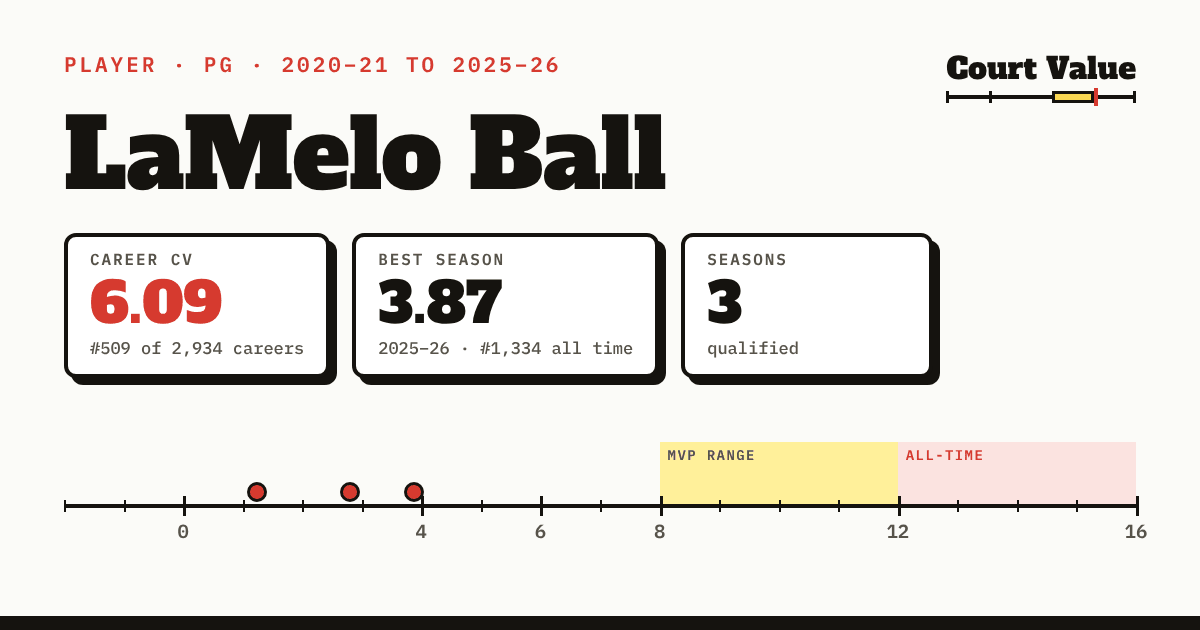 PLAYER · PG · 2020–21 TO 2025–26
Court Value
LaMelo Ball
CAREER CV
6.09
#509 of 2,934 careers
BEST SEASON
3.87
2025–26 · #1,334 all time
SEASONS
3
qualified
MVP RANGE
ALL-TIME
0
4
6
8
12
16